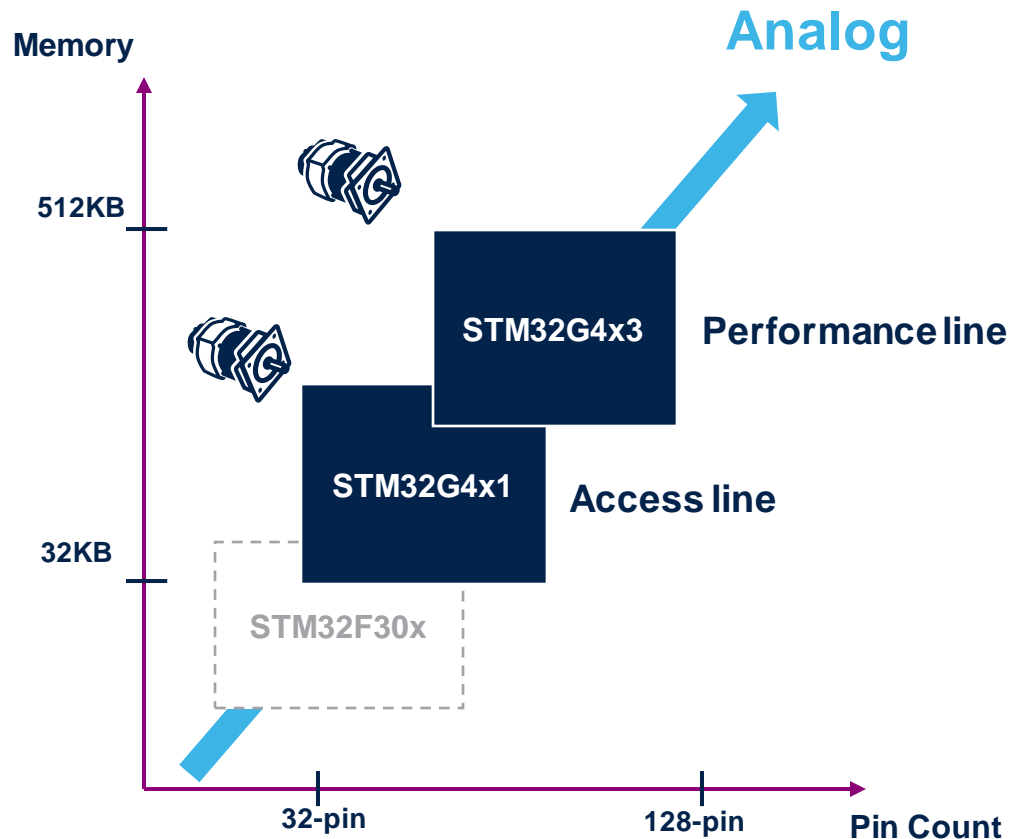 Analog
Memory
512KB
STM32G4x3
Performance line
STM32G4x1
Access line
32KB
STM32F30x
32-pin
128-pin
Pin Count